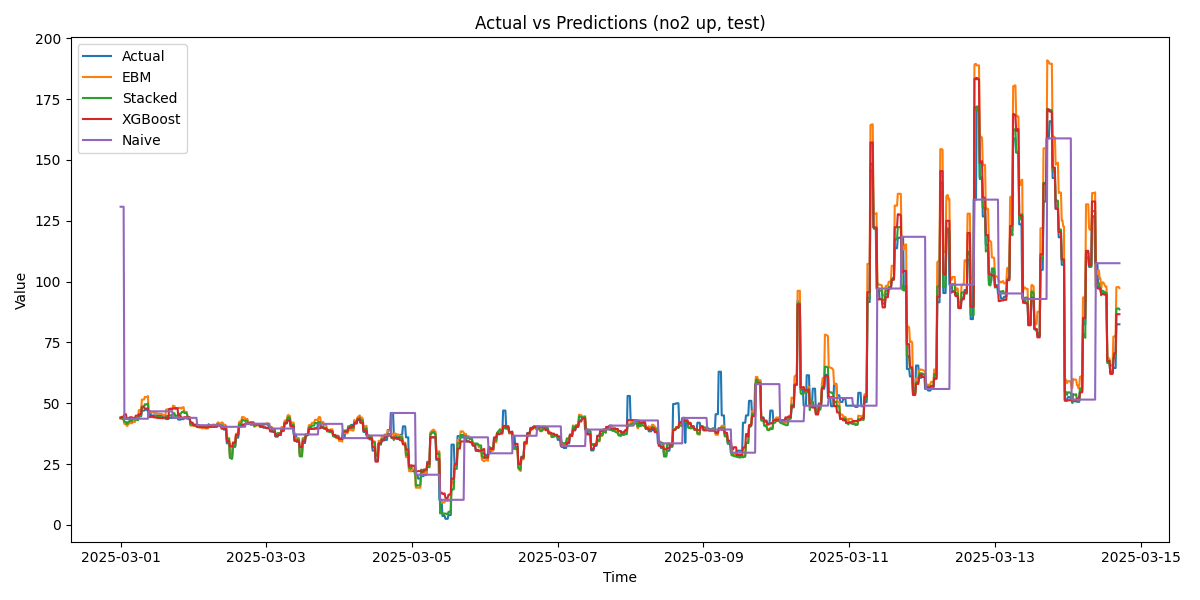 Actual vs Predictions (no2 up, test)
Actual
EBM
Stacked
XGBoost
Naive
Value
200
175
150
125
100
75
50
25
0
2025-03-01
2025-03-03
2025-03-05
2025-03-07
2025-03-09
2025-03-11
2025-03-13
2025-03-15
Time